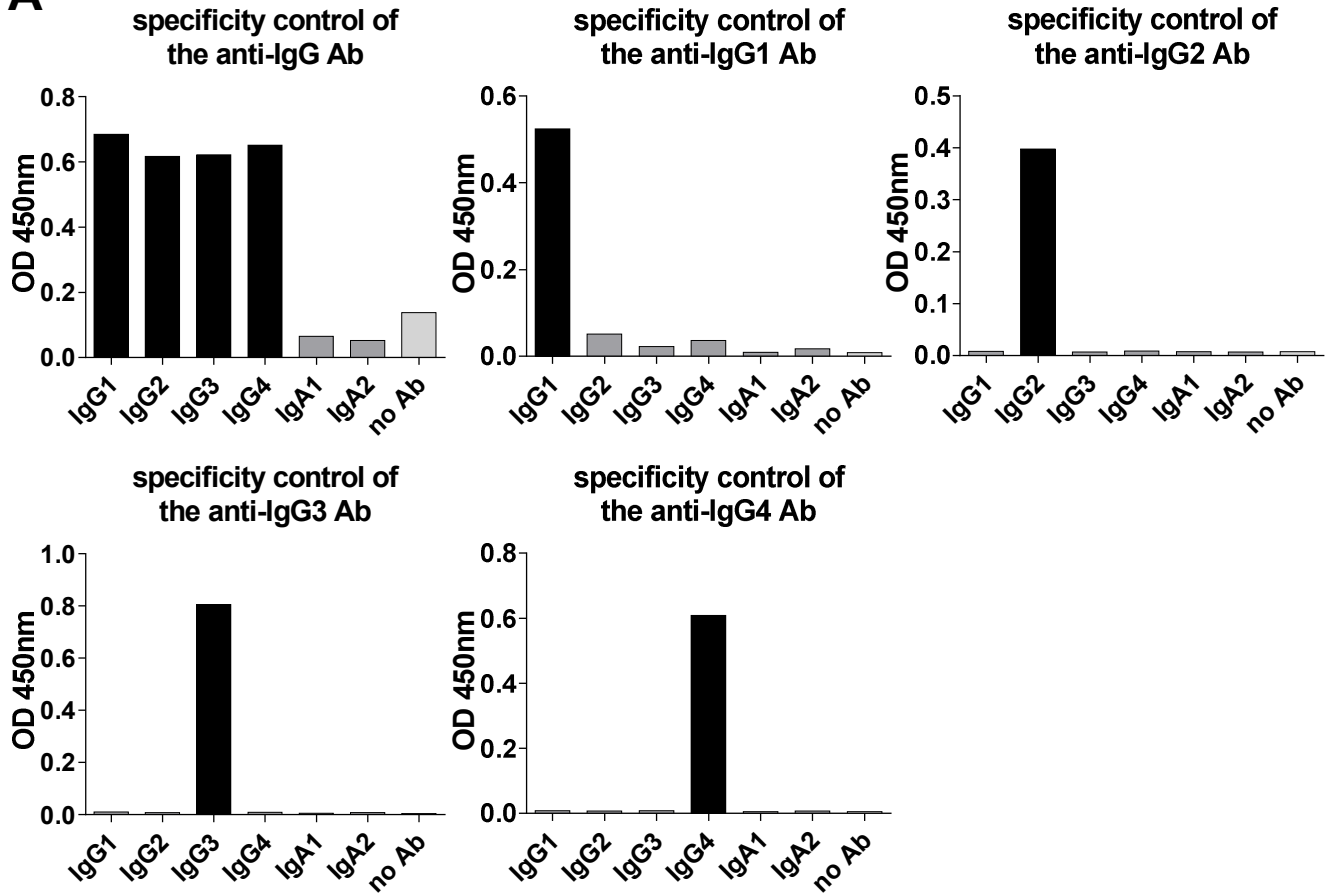 A
specificity control of
the anti-IgG Ab
OD 450nm
0.8
0.6
0.4
0.2
0.0
IgG1
IgG2
IgG3
IgG4
IgA1
IgA2
no Ab
specificity control of
the anti-IgG1 Ab
OD 450nm
0.6
0.4
0.2
0.0
IgG1
IgG2
IgG3
IgG4
IgA1
IgA2
no Ab
specificity control of
the anti-IgG2 Ab
OD 450nm
0.5
0.4
0.3
0.2
0.1
0.0
IgG1
IgG2
IgG3
IgG4
IgA1
IgA2
no Ab
specificity control of
the anti-IgG3 Ab
OD 450nm
1.0
0.8
0.6
0.4
0.2
0.0
IgG1
IgG2
IgG3
IgG4
IgA1
IgA2
no Ab
specificity control of
the anti-IgG4 Ab
OD 450nm
0.8
0.6
0.4
0.2
0.0
IgG1
IgG2
IgG3
IgG4
IgA1
IgA2
no Ab